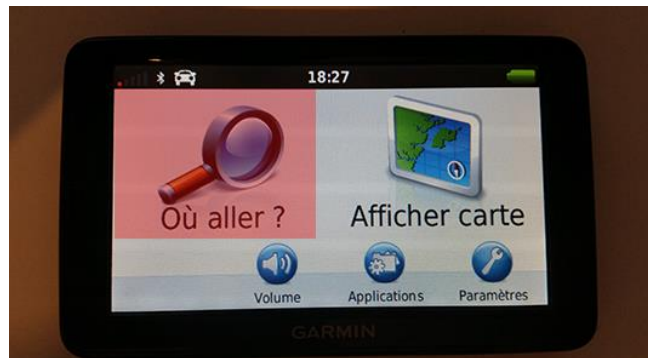 18:27
Où aller ?
Afficher carte
Volume
Applications
Paramètres
GARMIN